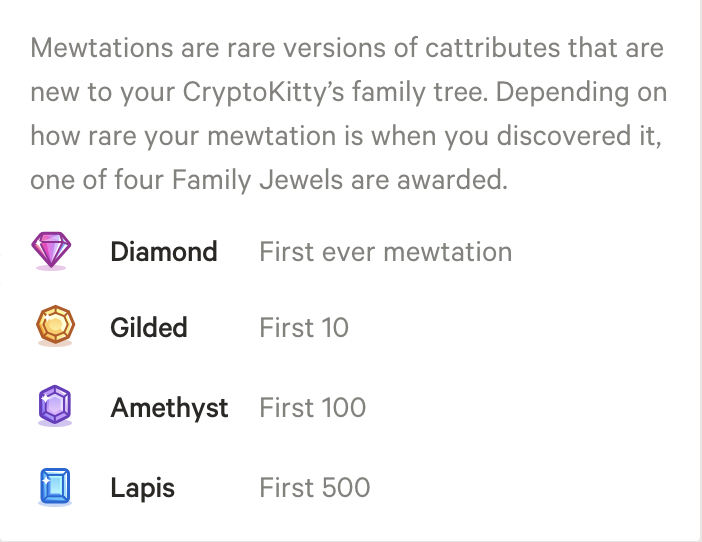 Mewtations are rare versions of cattributes that are
new to your CryptoKitty’s family tree. Depending on
how rare your mewtation is when you discovered it,
one of four Family Jewels are awarded.
Diamond First ever mewtation
Gilded First 10
Amethyst First 100
Lapis First 500